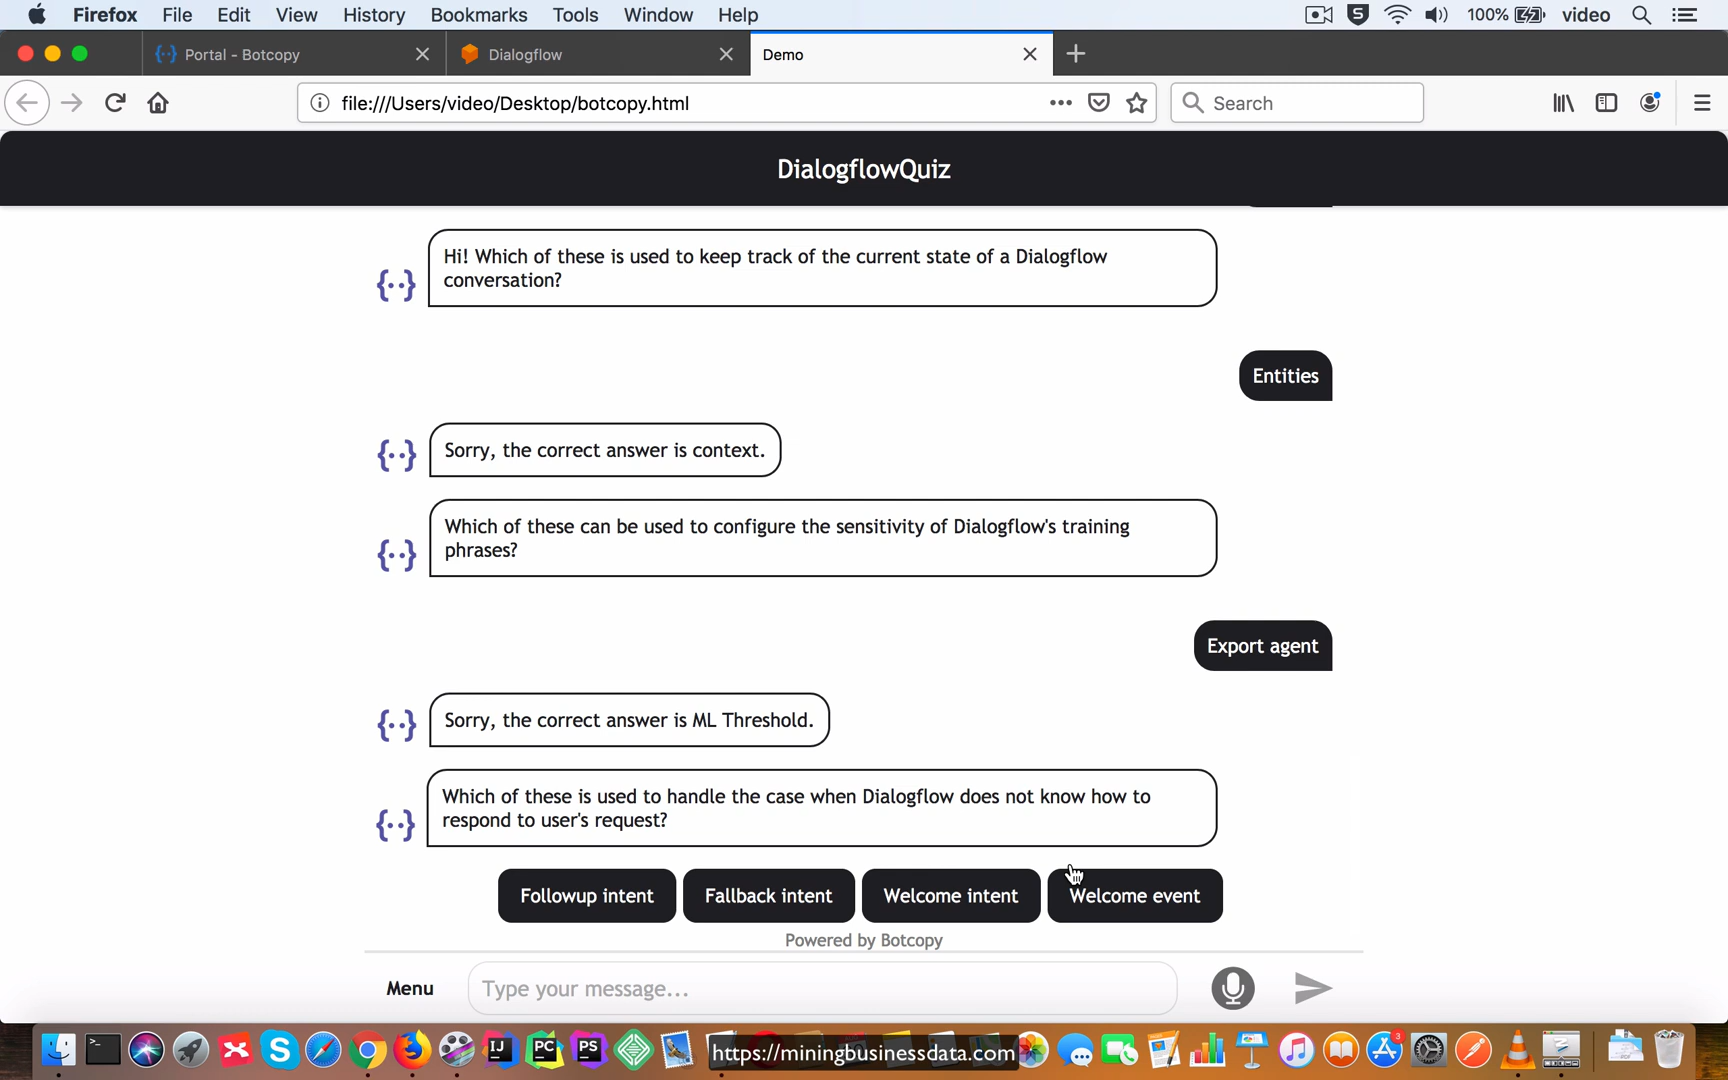 Firefox File Edit View History Bookmarks Tools Window Help 100% video
Portal - Botcopy
Dialogflow
Demo
file:///Users/video/Desktop/botcopy.html
Search
DialogflowQuiz
Hi! Which of these is used to keep track of the current state of a Dialogflow
conversation?
Entities
Sorry, the correct answer is context.
Which of these can be used to configure the sensitivity of Dialogflow's training
phrases?
Export agent
Sorry, the correct answer is ML Threshold.
Which of these is used to handle the case when Dialogflow does not know how to
respond to user's request?
Followup intent
Fallback intent
Welcome intent
Welcome event
Powered by Botcopy
Menu
Type your message...
IJ
PC
PS
https://miningbusinessdata.com
3